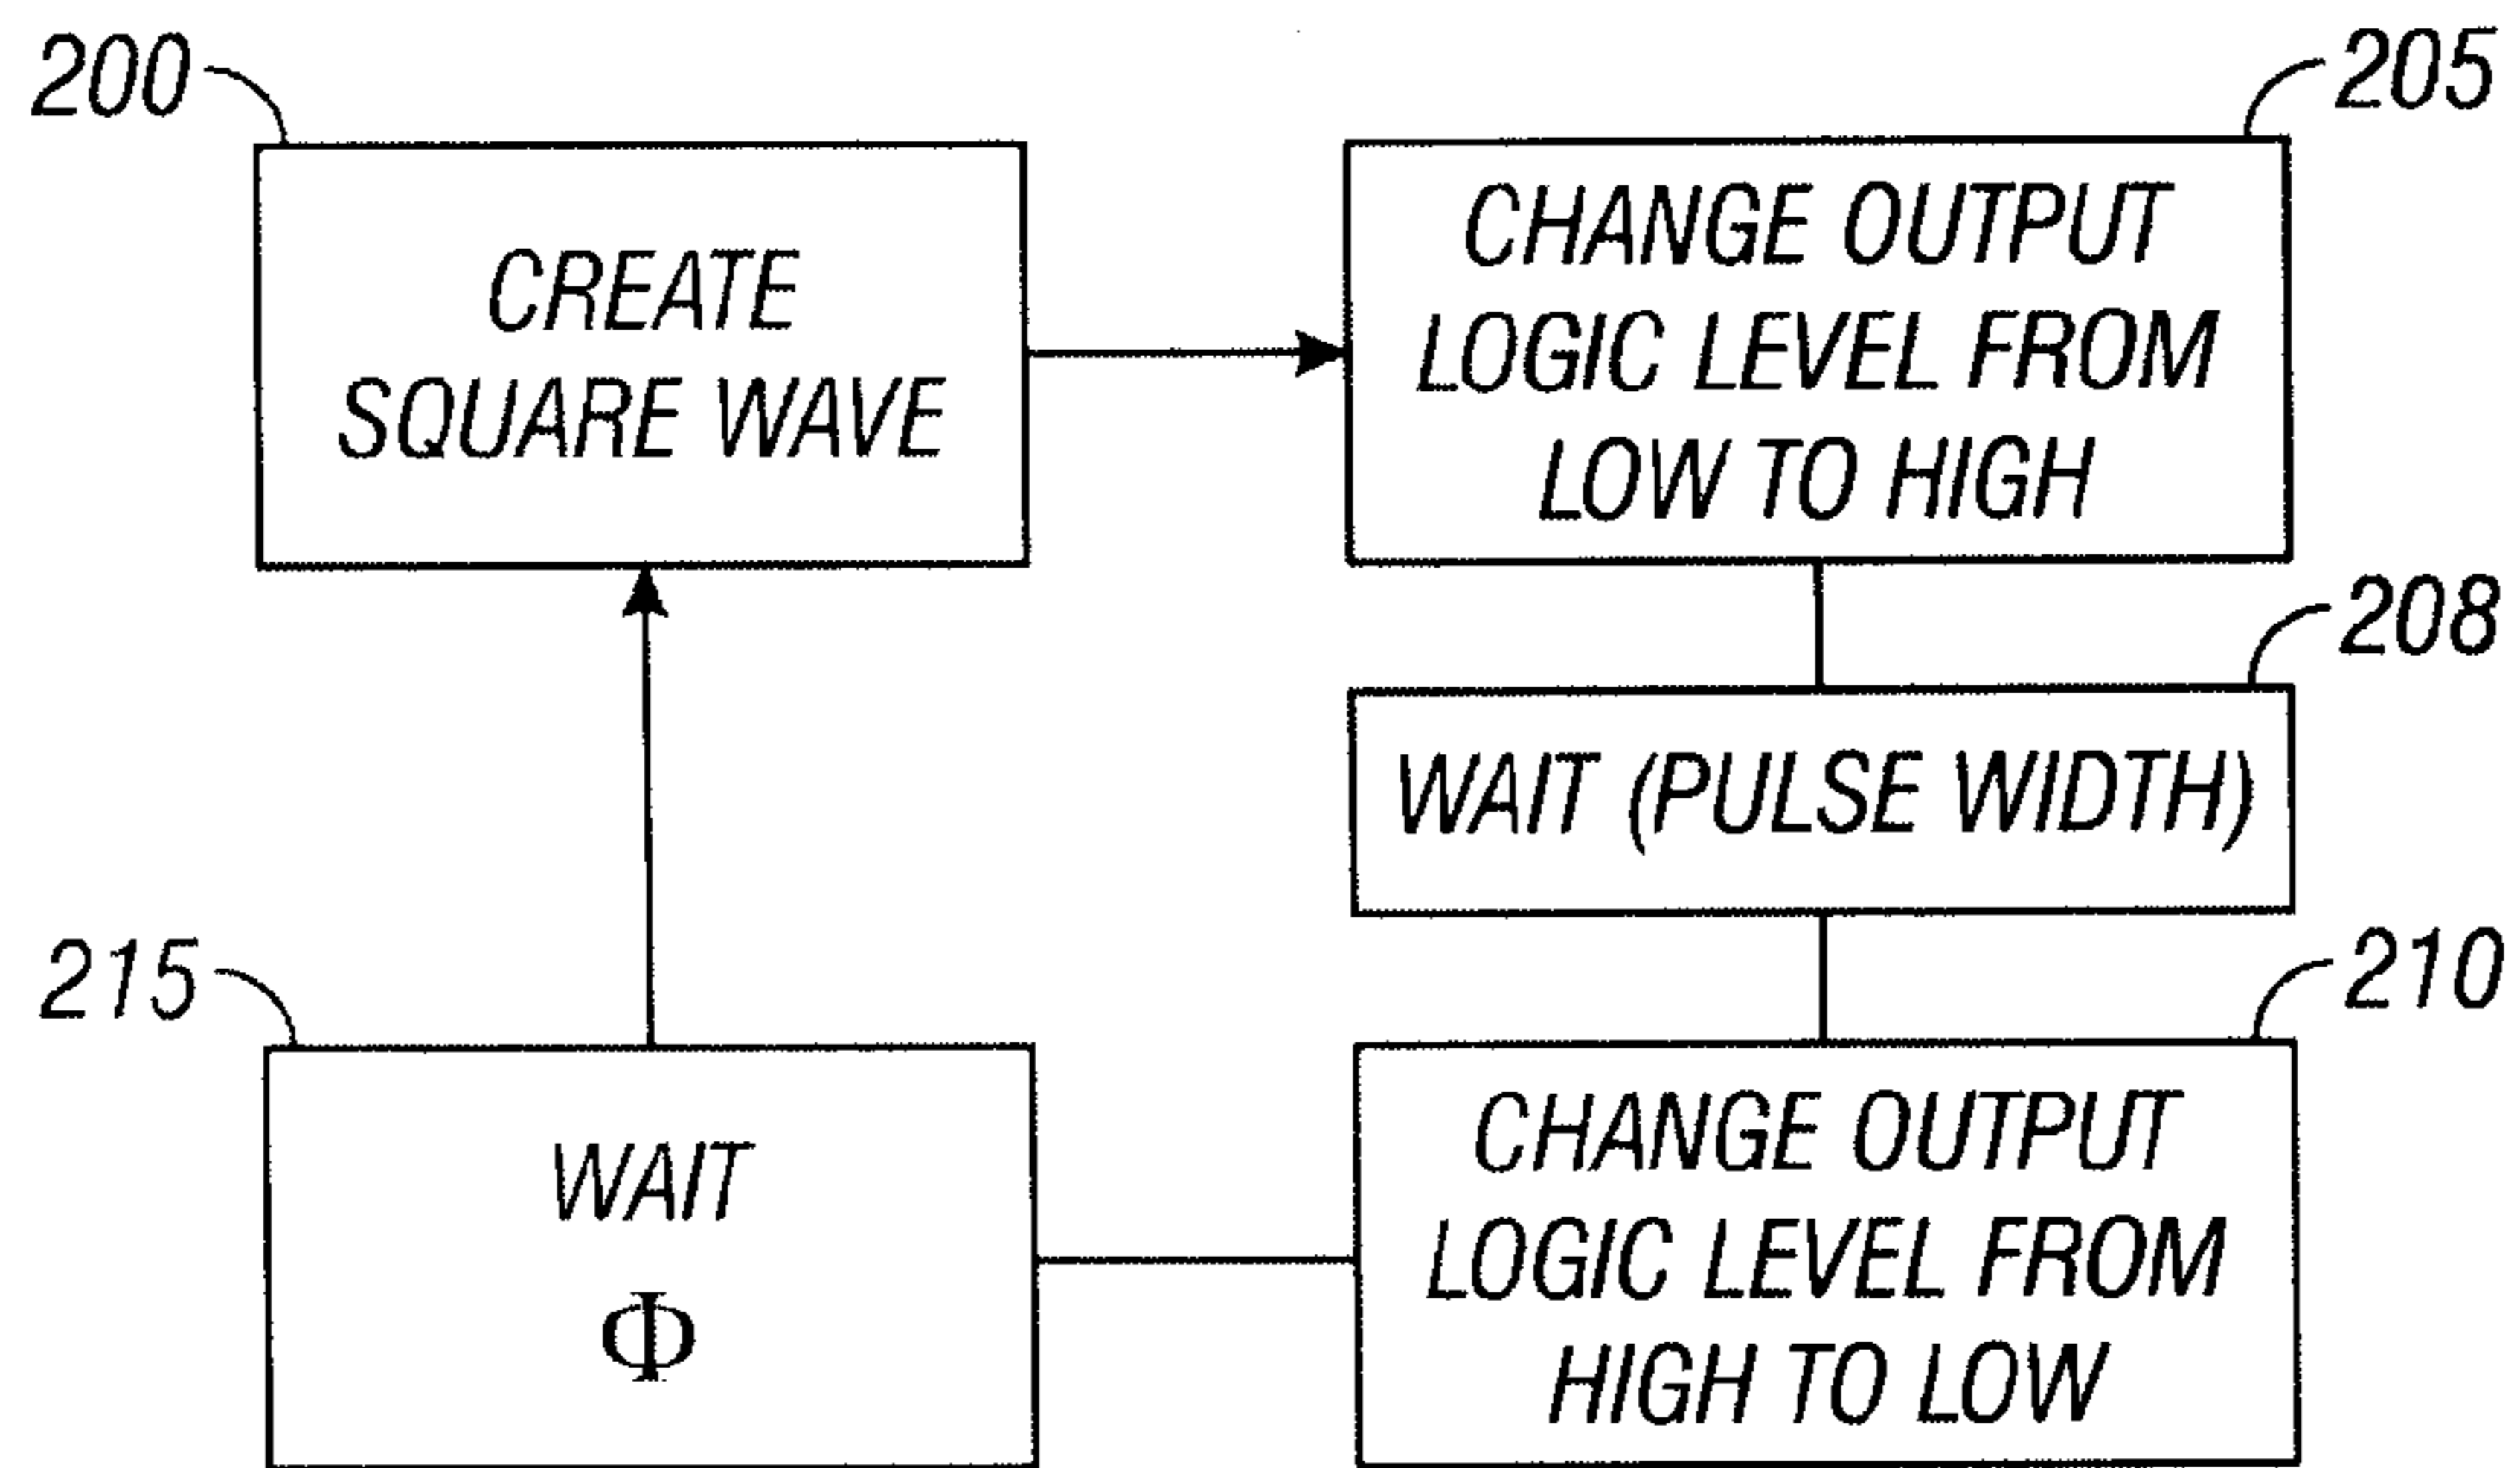 200
CREATE
SQUARE WAVE
205
CHANGE OUTPUT
LOGIC LEVEL FROM
LOW TO HIGH
208
WAIT (PULSE WIDTH)
210
CHANGE OUTPUT
LOGIC LEVEL FROM
HIGH TO LOW
215
WAIT
Φ